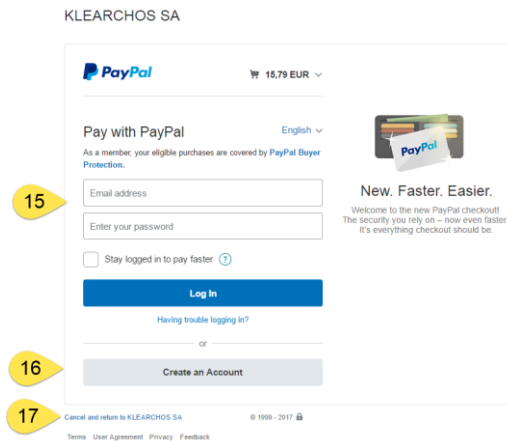 KLEARCHOS SA
PayPal
15,79 EUR
Pay with PayPal
English
As a member, your eligible purchases are covered by PayPal Buyer
Protection.
15
Email address
Enter your password
Stay logged in to pay faster ?
Log In
Having trouble logging in?
or
16
Create an Account
PayPal
New. Faster. Easier.
Welcome to the new PayPal checkout!
The security you rely on – now even faster
It's everything checkout should be.
17
Cancel and return to KLEARCHOS SA
© 1999 - 2017
Terms User Agreement Privacy Feedback